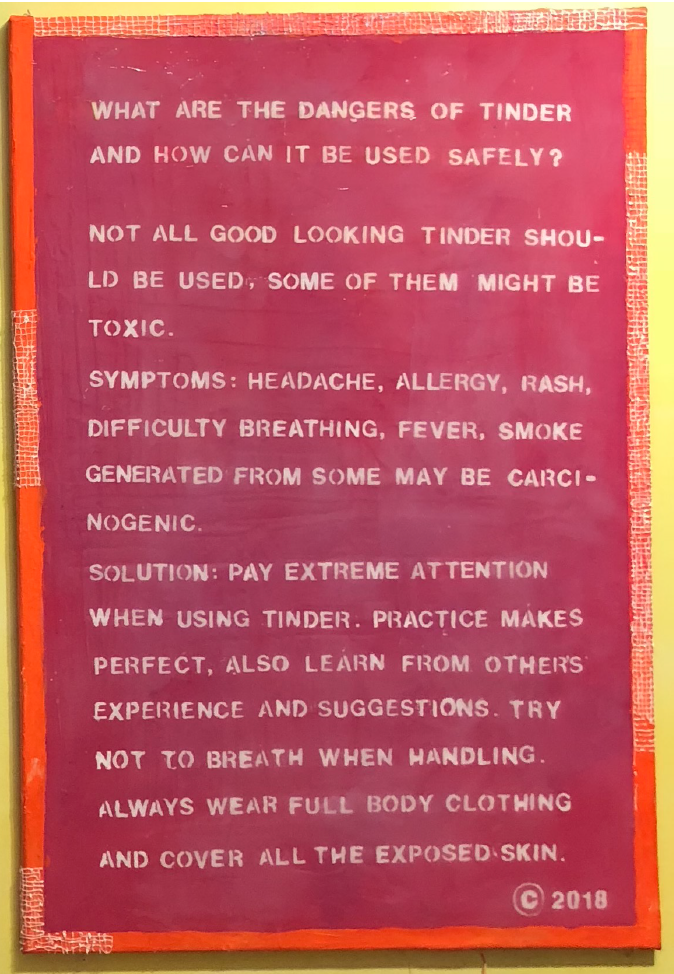 WHAT ARE THE DANGERS OF TINDER
AND HOW CAN IT BE USED SAFELY?
NOT ALL GOOD LOOKING TINDER SHOU-
LD BE USED, SOME OF THEM MIGHT BE
TOXIC.
SYMPTOMS: HEADACHE, ALLERGY, RASH,
DIFFICULTY BREATHING, FEVER, SMOKE
GENERATED FROM SOME MAY BE CARCI-
NOGENIC.
SOLUTION: PAY EXTREME ATTENTION
WHEN USING TINDER. PRACTICE MAKES
PERFECT, ALSO LEARN FROM OTHER'S
EXPERIENCE AND SUGGESTIONS. TRY
NOT TO BREATH WHEN HANDLING.
ALWAYS WEAR FULL BODY CLOTHING
AND COVER ALL THE EXPOSED SKIN.
© 2018